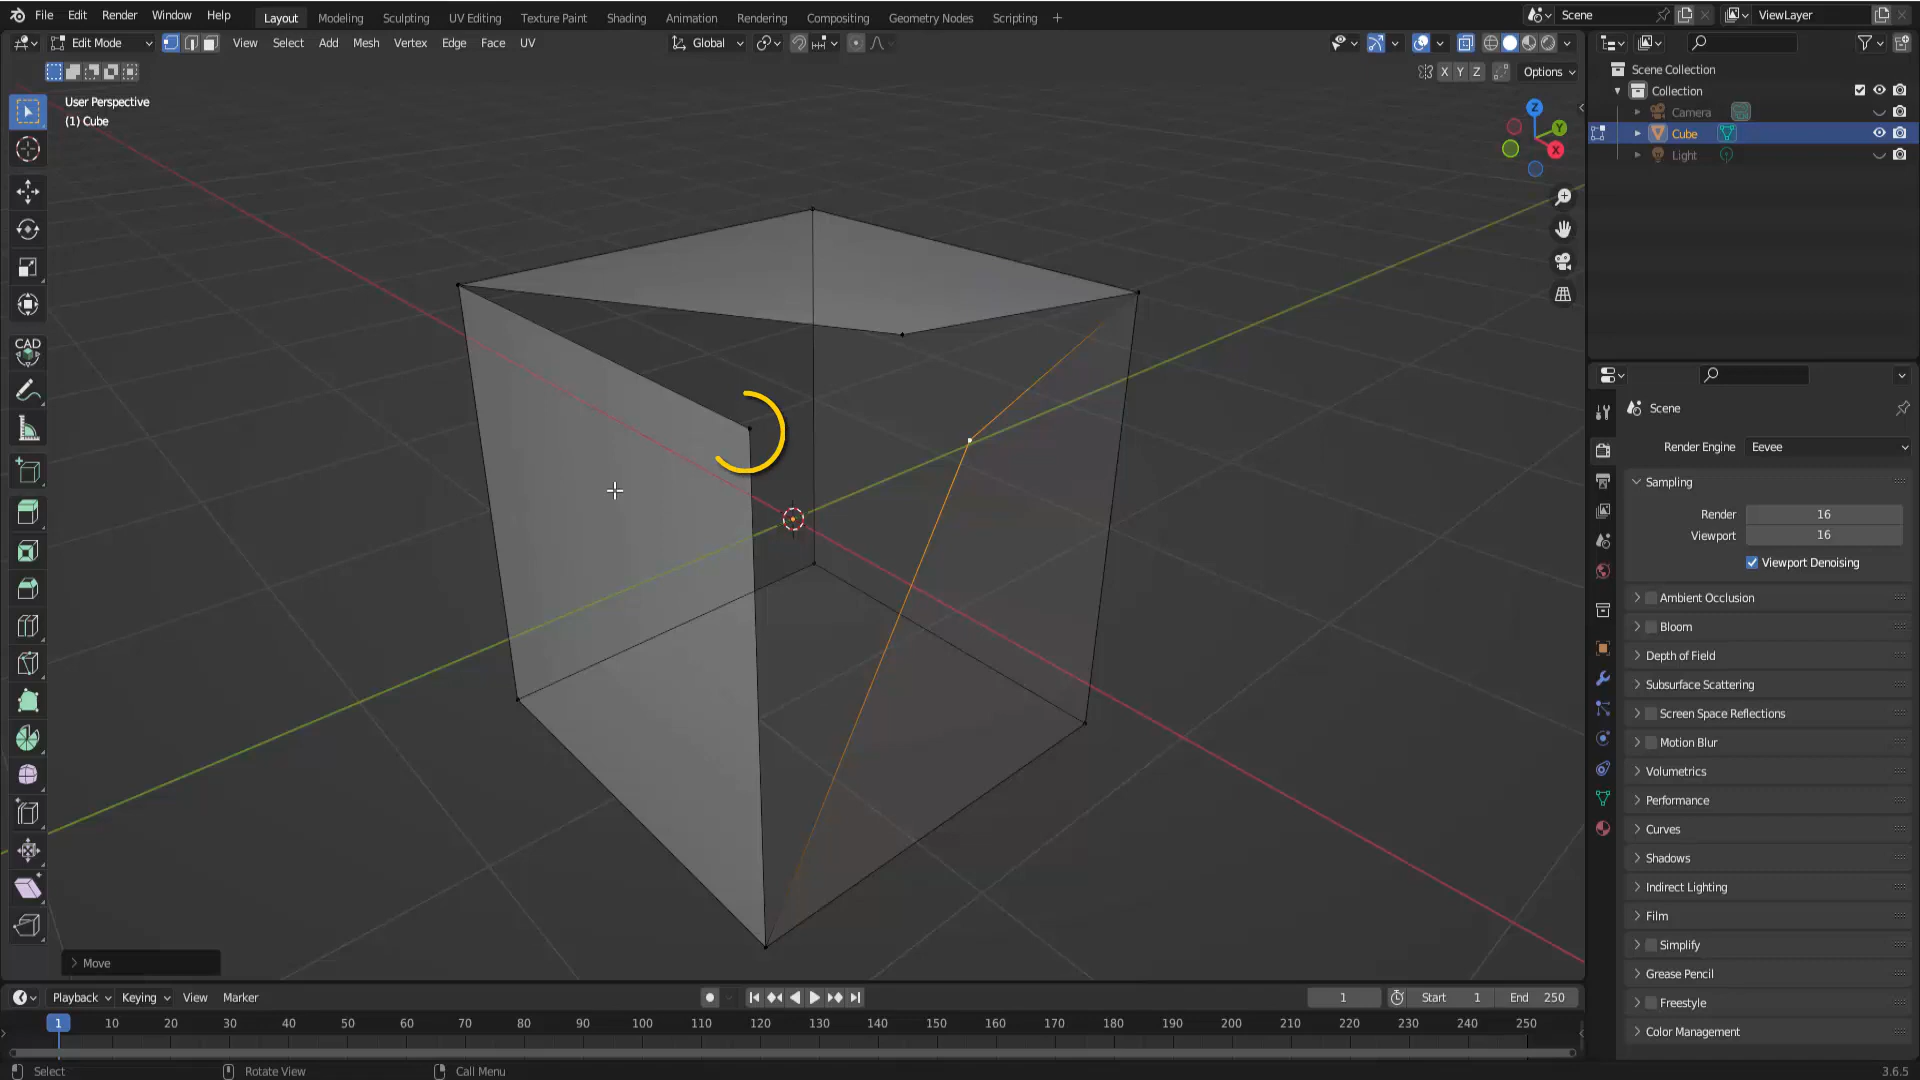 File Edit Render Window Help Layout Modeling Sculpting UV Editing Texture Paint Shading Animation Rendering Compositing Geometry Nodes Scripting + Scene ViewLayer
Edit Mode View Select Add Mesh Vertex Edge Face UV Global
X Y Z Options
User Perspective
(1) Cube
Z
Y
X
CAD
Move
Scene Collection
Collection
Camera
Cube
Light
Scene
Render Engine Eevee
Sampling
Render 16
Viewport 16
Viewport Denoising
Ambient Occlusion
Bloom
Depth of Field
Subsurface Scattering
Screen Space Reflections
Motion Blur
Volumetrics
Performance
Curves
Shadows
Indirect Lighting
Film
Simplify
Grease Pencil
Freestyle
Color Management
Playback Keying View Marker 1 Start 1 End 250
1 10 20 30 40 50 60 70 80 90 100 110 120 130 140 150 160 170 180 190 200 210 220 230 240 250
Select Rotate View Call Menu 3.6.5